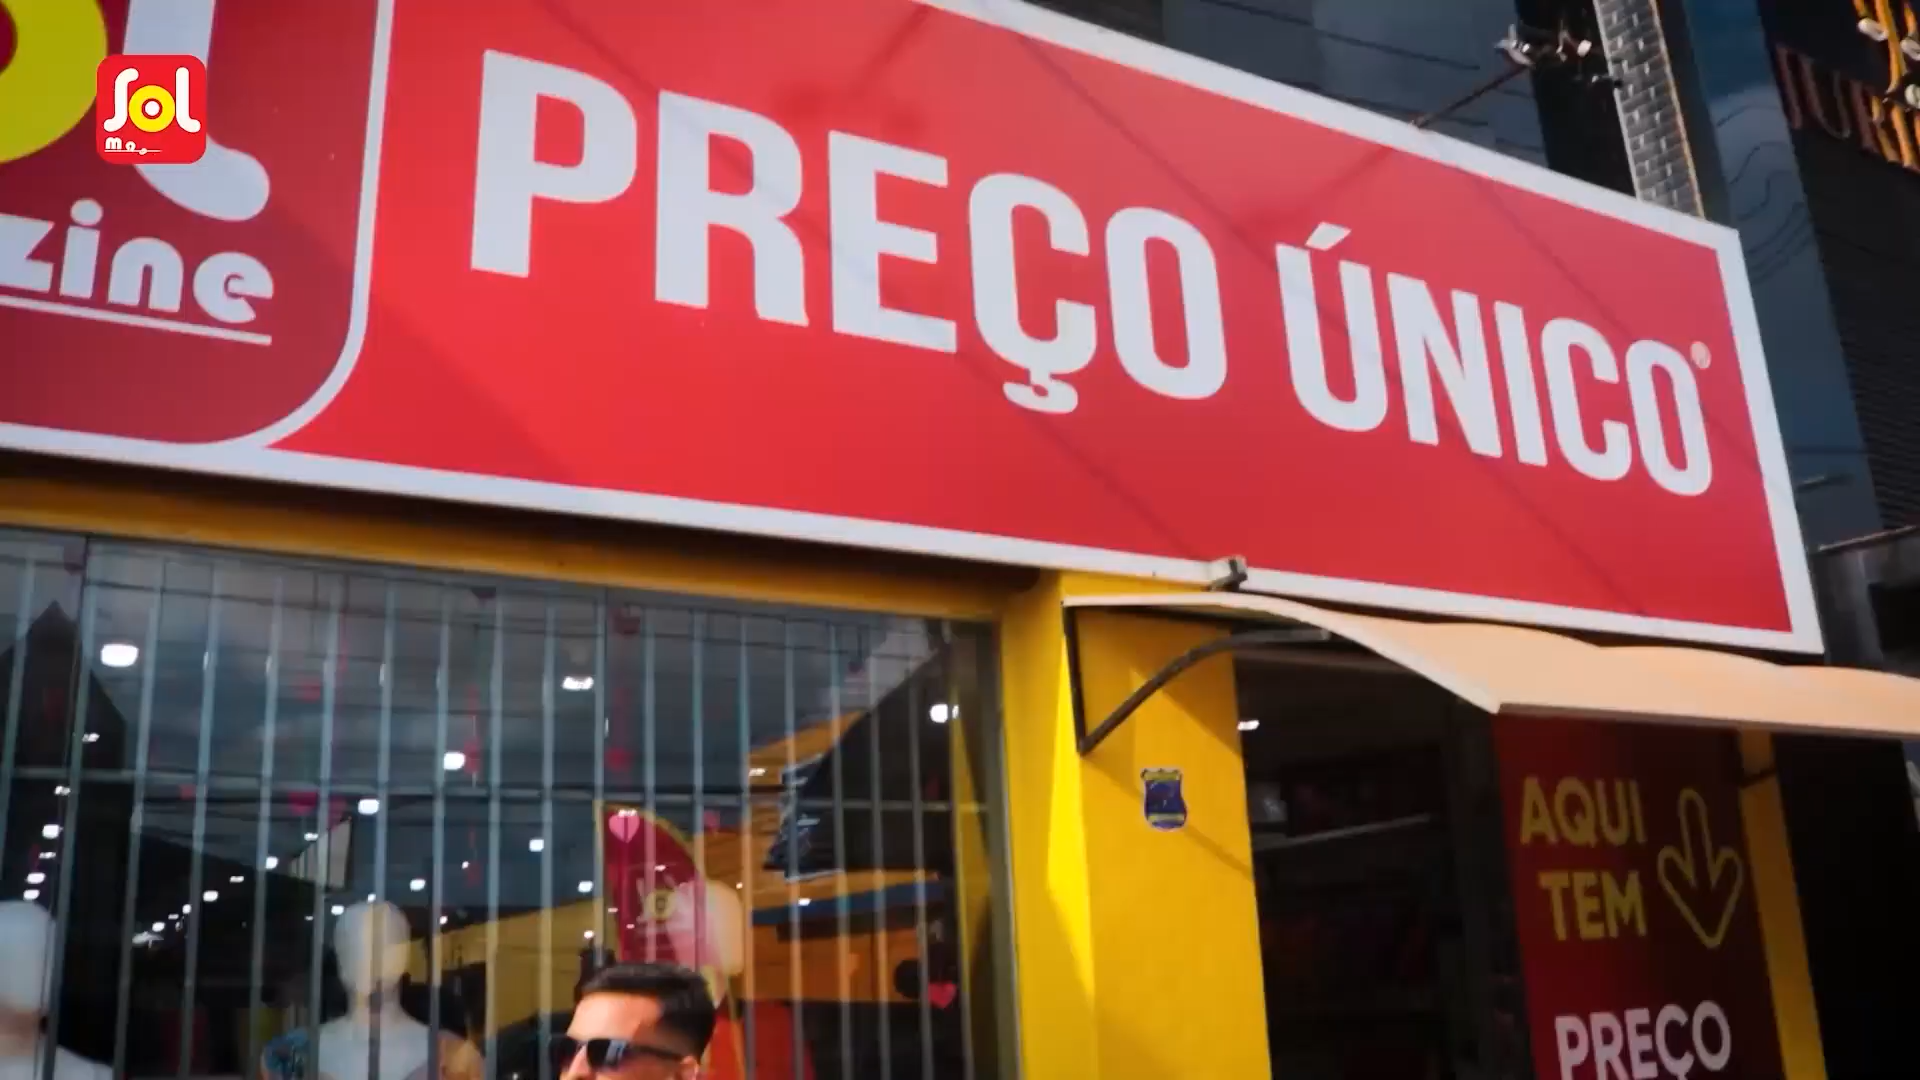 Sol
zine
PREÇO ÚNICO®
AQUI
TEM
PREÇO